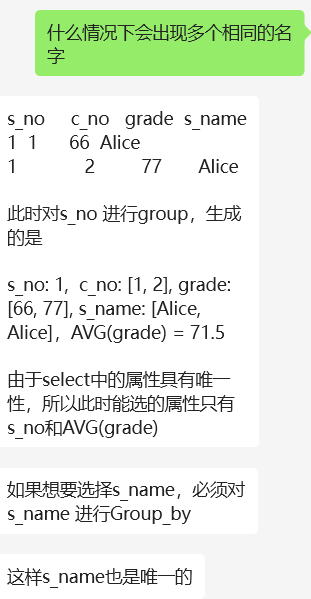 什么情况下会出现多个相同的名
字
s_no c_no grade s_name
1 1 66 Alice
1 2 77 Alice
此时对s_no 进行group，生成
的是
s_no: 1, c_no: [1, 2], grade:
[66, 77], s_name: [Alice,
Alice]，AVG(grade) = 71.5
由于select中的属性具有唯一
性，所以此时能选的属性只有
s_no和AVG(grade)
如果想要选择s_name，必须对
s_name 进行Group_by
这样s_name也是唯一的